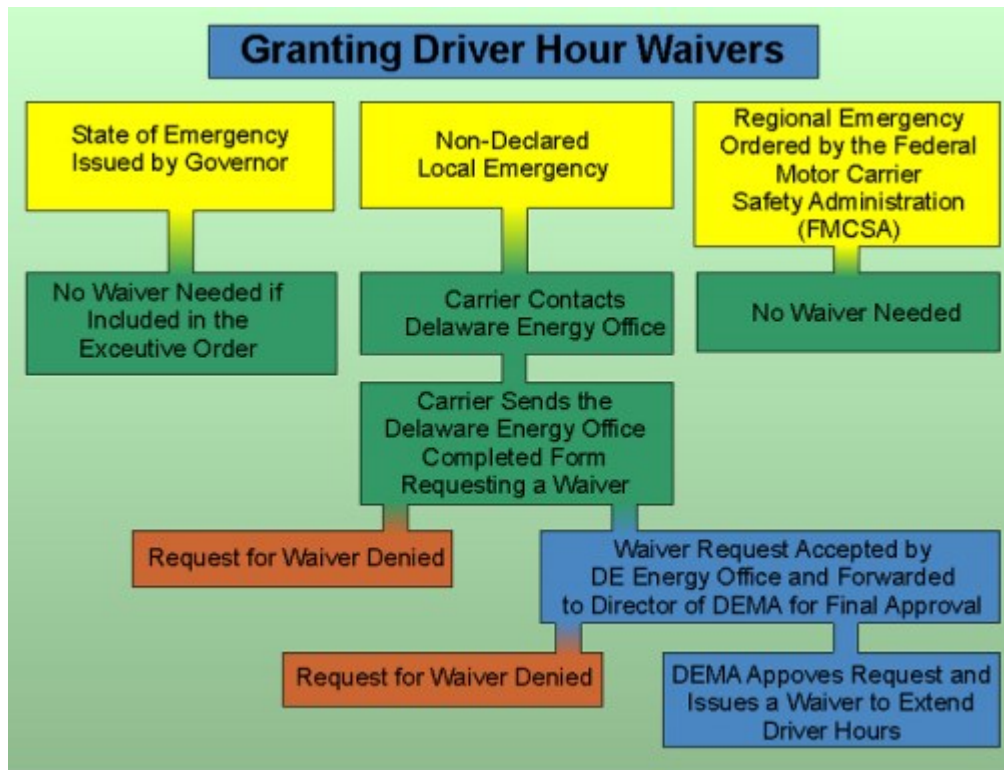 Granting Driver Hour Waivers
State of Emergency
Issued by Governor
Non-Declared
Local Emergency
Regional Emergency
Ordered by the Federal
Motor Carrier
Safety Administration
(FMCSA)
No Waiver Needed if
Included in the
Exceutive Order
Carrier Contacts
Delaware Energy Office
No Waiver Needed
Carrier Sends the
Delaware Energy Office
Completed Form
Requesting a Waiver
Request for Waiver Denied
Waiver Request Accepted by
DE Energy Office and Forwarded
to Director of DEMA for Final Approval
Request for Waiver Denied
DEMA Appoves Request and
Issues a Waiver to Extend
Driver Hours